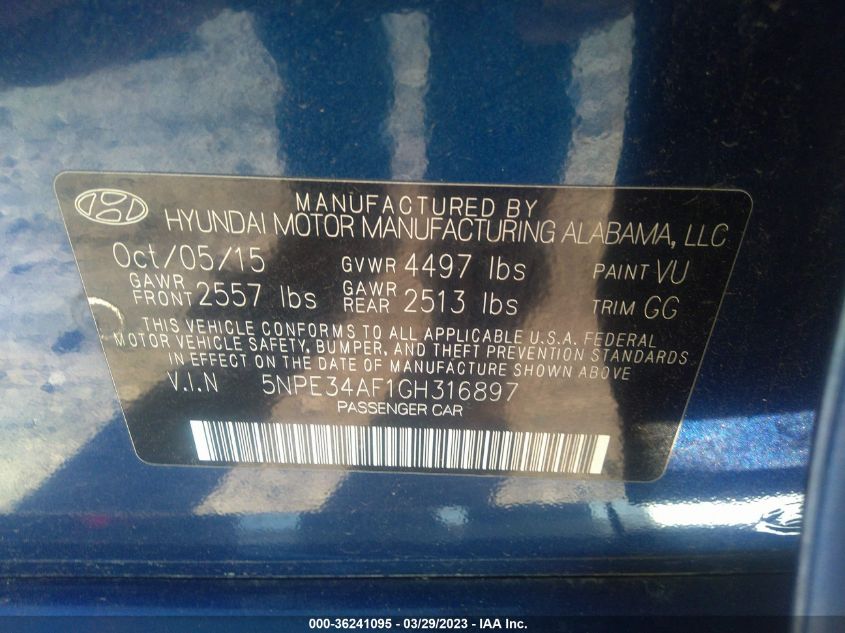 MANUFACTURED BY
HYUNDAI MOTOR MANUFACTURING ALABAMA, LLC
Oct/05/15 GVWR 4497 lbs PAINT VU
GAWR FRONT 2557 lbs GAWR REAR 2513 lbs TRIM GG
THIS VEHICLE CONFORMS TO ALL APPLICABLE U.S.A. FEDERAL
MOTOR VEHICLE SAFETY, BUMPER, AND THEFT PREVENTION STANDARDS
IN EFFECT ON THE DATE OF MANUFACTURE SHOWN ABOVE
V.I.N 5NPE34AF1GH316897
PASSENGER CAR
000-36241095 - 03/29/2023 - IAA Inc.